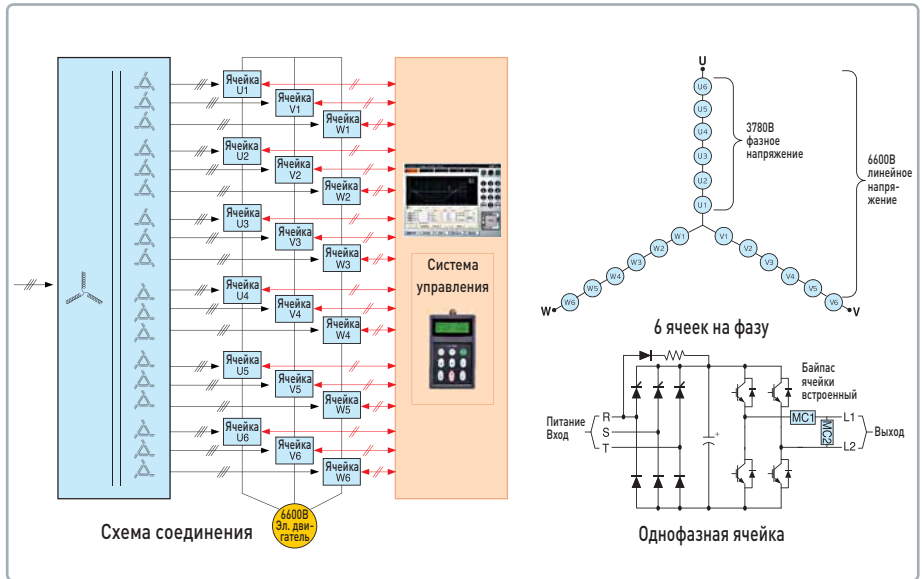 Ячейка
U1
Ячейка
V1
Ячейка
W1
Ячейка
U2
Ячейка
V2
Ячейка
W2
Ячейка
U3
Ячейка
V3
Ячейка
W3
Ячейка
U4
Ячейка
V4
Ячейка
W4
Ячейка
U5
Ячейка
V5
Ячейка
W5
Ячейка
U6
Ячейка
V6
Ячейка
W6
6600В
Эл. дви-
гатель
Схема соединения
Система
управления
U
U6
U5
U4
U3
U2
U1
3780В
фазное
напряжение
6600В
линейное
напря-
жение
W1
W2
W3
W4
W5
W6
W
V1
V2
V3
V4
V5
V6
V
6 ячеек на фазу
Байпас
ячейки
встроенный
Питание
Вход
R
S
T
+
MC1
MC2
L1
L2
Выход
Однофазная ячейка